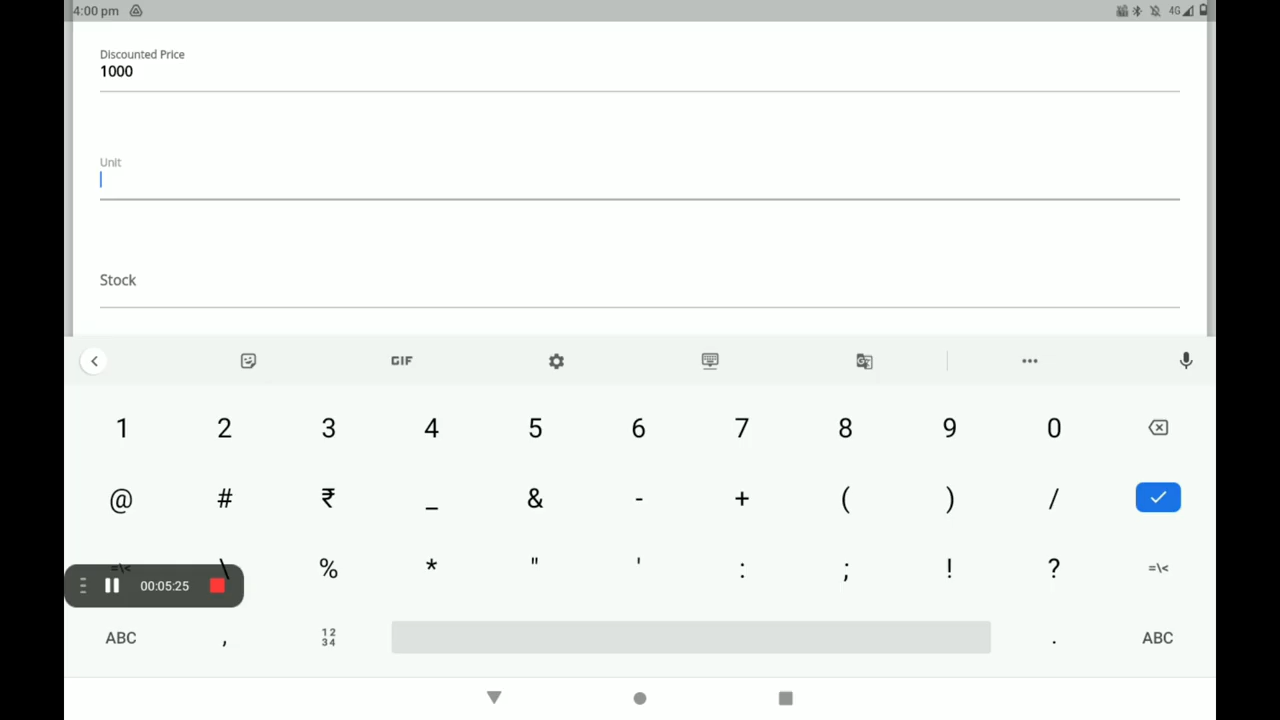 4:00 pm 4G
Discounted Price
1000
Unit
Stock
GIF
1 2 3 4 5 6 7 8 9 0
@ # ₹ _ & - + ( ) /
=\< \ % * " ' : ; ! ? =\<
00:05:25
ABC , 12 34 . ABC